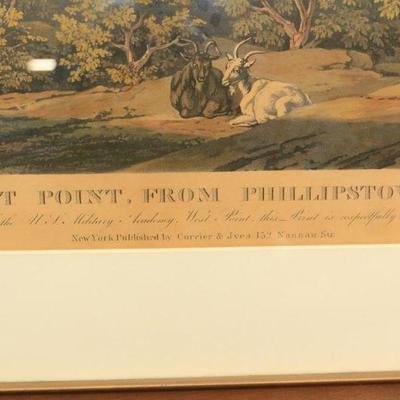 T POINT, FROM PHILLIPSTOW
the U.S. Military Academy, West Point, this Print is respectfully
New York Published by Currier & Ives 152 Nassau St: